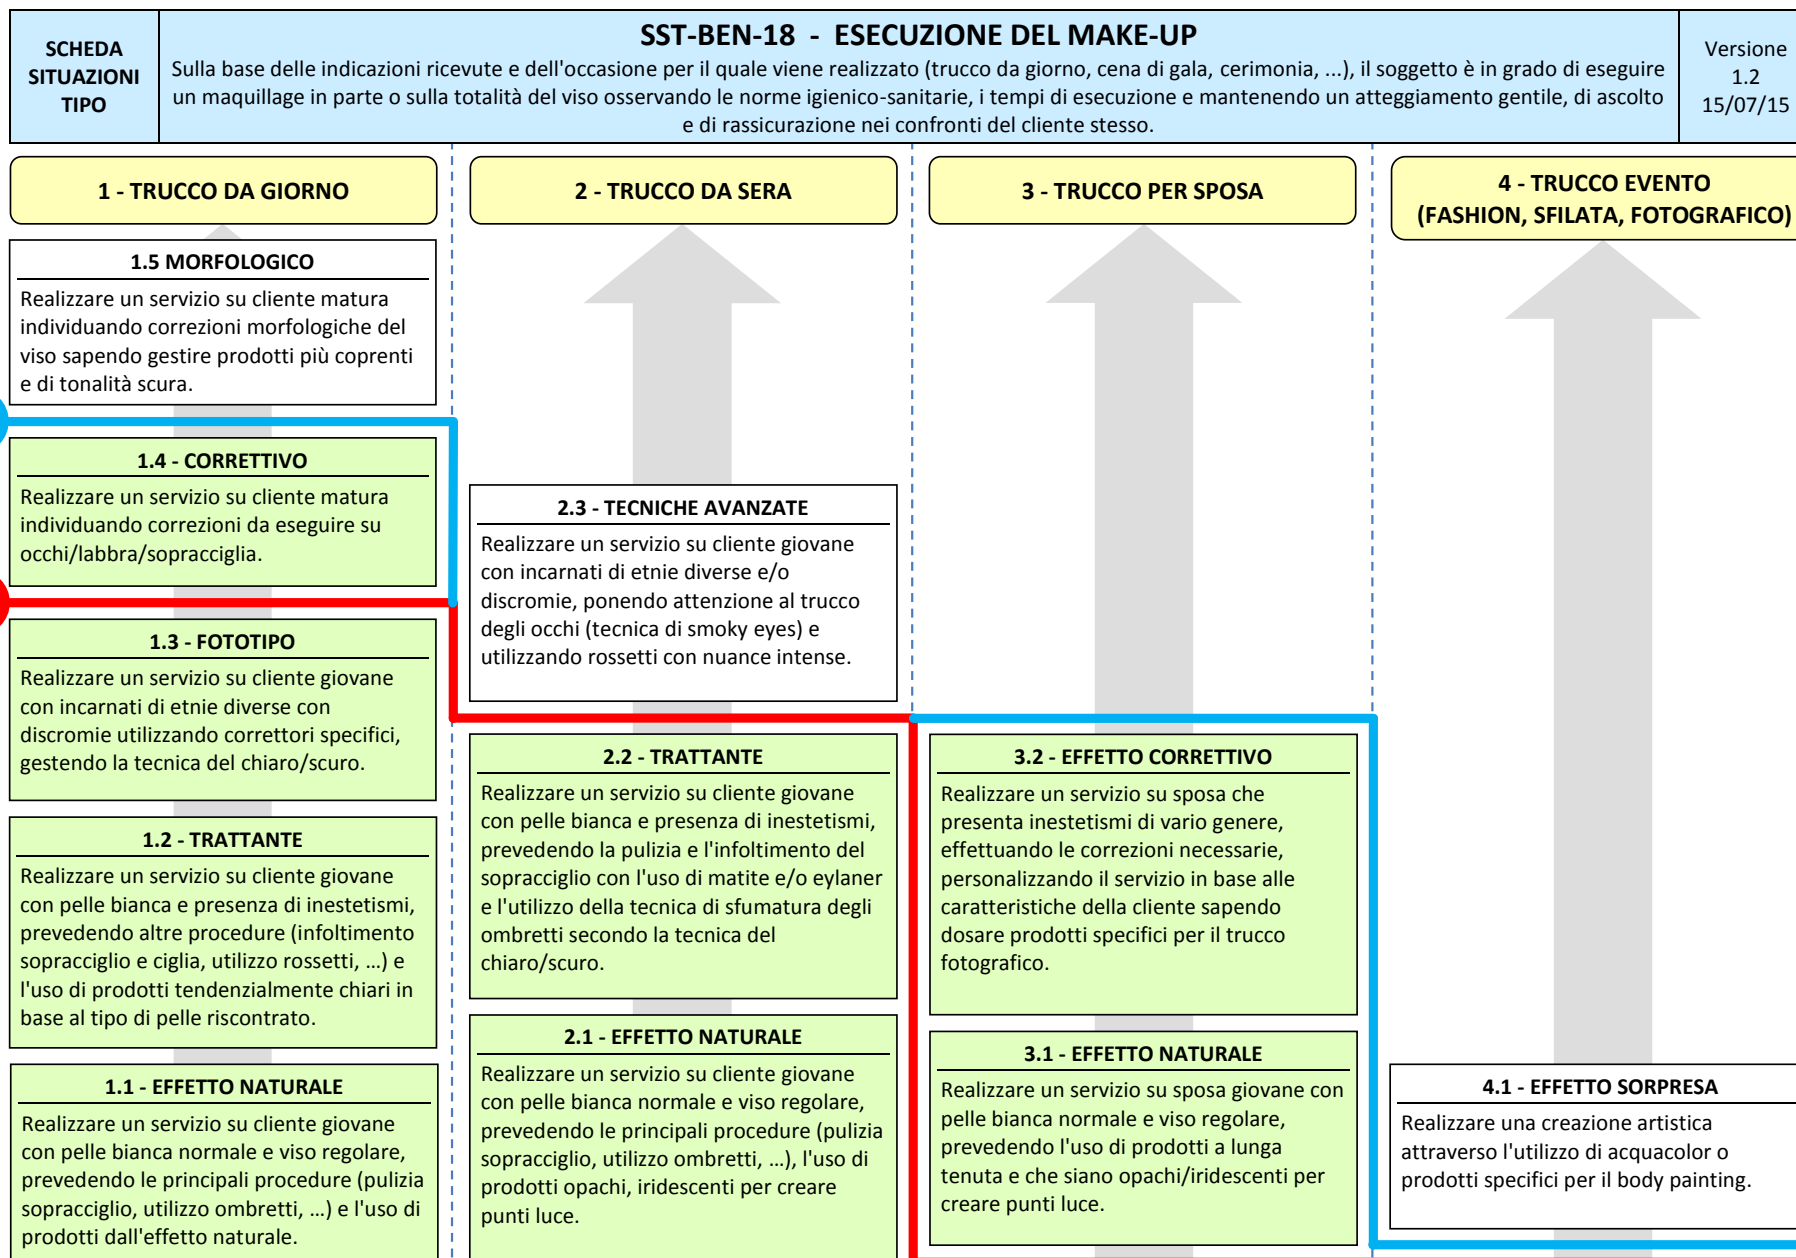 SCHEDA
SITUAZIONI
TIPO
SST-BEN-18 - ESECUZIONE DEL MAKE-UP
Sulla base delle indicazioni ricevute e dell'occasione per il quale viene realizzato (trucco da giorno, cena di gala, cerimonia, ...), il soggetto è in grado di eseguire
un maquillage in parte o sulla totalità del viso osservando le norme igienico-sanitarie, i tempi di esecuzione e mantenendo un atteggiamento gentile, di ascolto
e di rassicurazione nei confronti del cliente stesso.
Versione
1.2
15/07/15
1 - TRUCCO DA GIORNO
1.5 MORFOLOGICO
Realizzare un servizio su cliente matura
individuando correzioni morfologiche del
viso sapendo gestire prodotti più coprenti
e di tonalità scura.
1.4 - CORRETTIVO
Realizzare un servizio su cliente matura
individuando correzioni da eseguire su
occhi/labbra/sopracciglia.
1.3 - FOTOTIPO
Realizzare un servizio su cliente giovane
con incarnati di etnie diverse con
discromie utilizzando correttori specifici,
gestendo la tecnica del chiaro/scuro.
1.2 - TRATTANTE
Realizzare un servizio su cliente giovane
con pelle bianca e presenza di inestetismi,
prevedendo altre procedure (infoltimento
sopracciglio e ciglia, utilizzo rossetti, ...) e
l'uso di prodotti tendenzialmente chiari in
base al tipo di pelle riscontrato.
1.1 - EFFETTO NATURALE
Realizzare un servizio su cliente giovane
con pelle bianca normale e viso regolare,
prevedendo le principali procedure (pulizia
sopracciglio, utilizzo ombretti, ...) e l'uso di
prodotti dall'effetto naturale.
2 - TRUCCO DA SERA
2.3 - TECNICHE AVANZATE
Realizzare un servizio su cliente giovane
con incarnati di etnie diverse e/o
discromie, ponendo attenzione al trucco
degli occhi (tecnica di smoky eyes) e
utilizzando rossetti con nuance intense.
2.2 - TRATTANTE
Realizzare un servizio su cliente giovane
con pelle bianca e presenza di inestetismi,
prevedendo la pulizia e l'infoltimento del
sopracciglio con l'uso di matite e/o eylaner
e l'utilizzo della tecnica di sfumatura degli
ombretti secondo la tecnica del
chiaro/scuro.
2.1 - EFFETTO NATURALE
Realizzare un servizio su cliente giovane
con pelle bianca normale e viso regolare,
prevedendo le principali procedure (pulizia
sopracciglio, utilizzo ombretti, ...), l'uso di
prodotti opachi, iridescenti per creare
punti luce.
3 - TRUCCO PER SPOSA
3.2 - EFFETTO CORRETTIVO
Realizzare un servizio su sposa che
presenta inestetismi di vario genere,
effettuando le correzioni necessarie,
personalizzando il servizio in base alle
caratteristiche della cliente sapendo
dosare prodotti specifici per il trucco
fotografico.
3.1 - EFFETTO NATURALE
Realizzare un servizio su sposa giovane con
pelle bianca normale e viso regolare,
prevedendo l'uso di prodotti a lunga
tenuta e che siano opachi/iridescenti per
creare punti luce.
4 - TRUCCO EVENTO
(FASHION, SFILATA, FOTOGRAFICO)
4.1 - EFFETTO SORPRESA
Realizzare una creazione artistica
attraverso l'utilizzo di acquacolor o
prodotti specifici per il body painting.